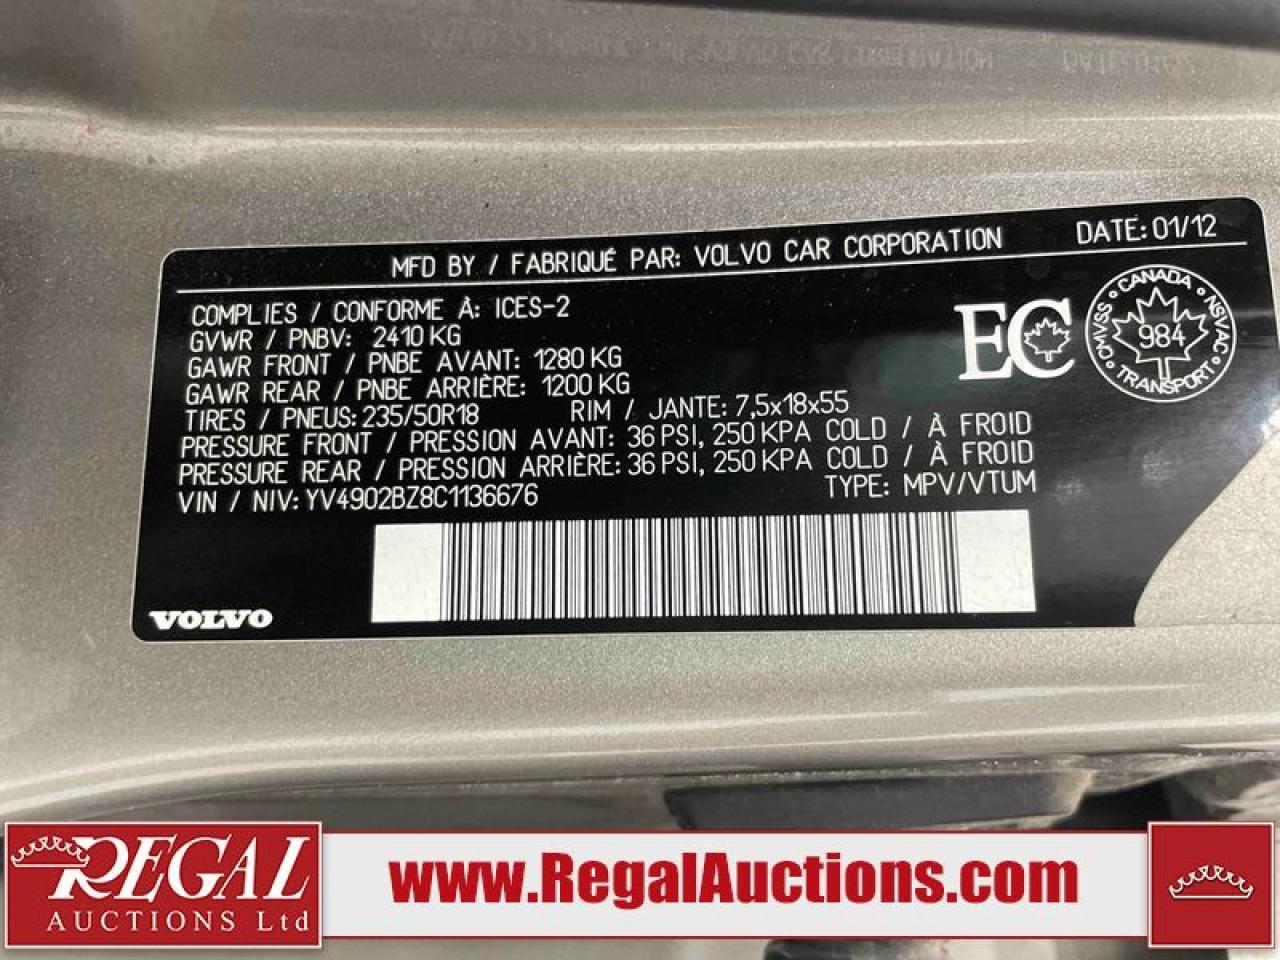 MFD BY / FABRIQUÉ PAR: VOLVO CAR CORPORATION DATE: 01/12
COMPLIES / CONFORME À: ICES-2
GVWR / PNBV: 2410 KG
GAWR FRONT / PNBE AVANT: 1280 KG
GAWR REAR / PNBE ARRIÈRE: 1200 KG
TIRES / PNEUS: 235/50R18 RIM / JANTE: 7,5x18x55
PRESSURE FRONT / PRESSION AVANT: 36 PSI, 250 KPA COLD / À FROID
PRESSURE REAR / PRESSION ARRIÈRE: 36 PSI, 250 KPA COLD / À FROID
VIN / NIV: YV4902BZ8C1136676 TYPE: MPV/VTUM
EC
CANADA
CMVSS 984 NSVAC
TRANSPORT
VOLVO
REGAL
AUCTIONS Ltd
www.RegalAuctions.com